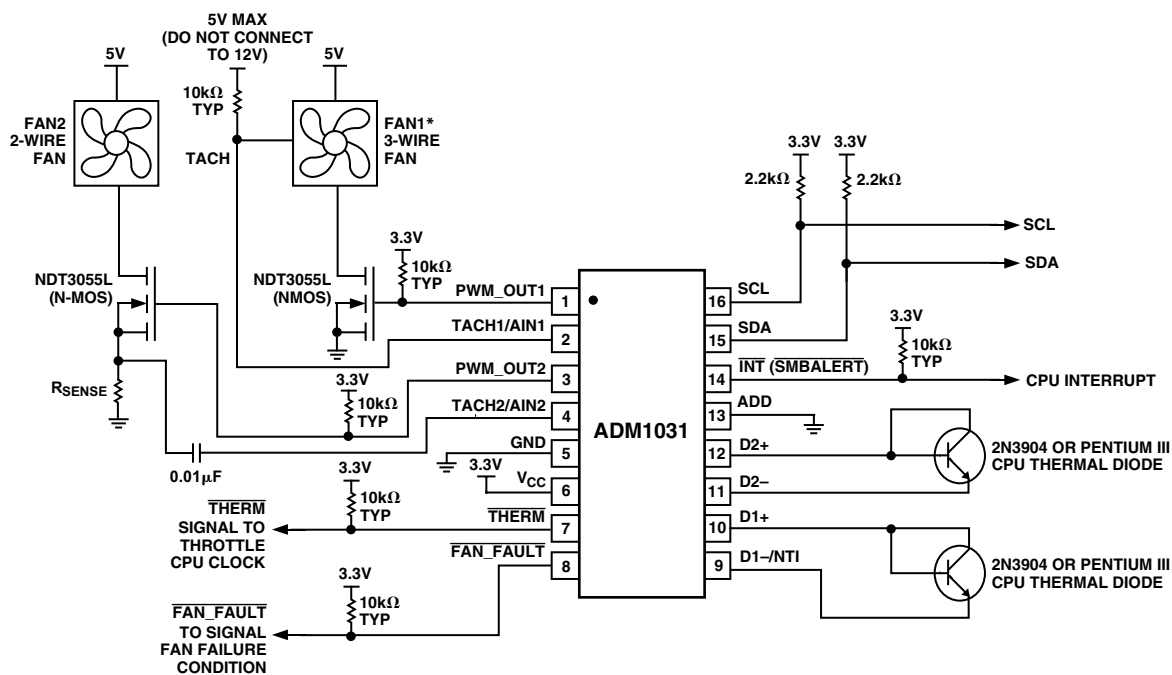 5V MAX
(DO NOT CONNECT
TO 12V)
5V
5V
10kΩ
TYP
FAN2
2-WIRE
FAN
TACH
FAN1*
3-WIRE
FAN
3.3V
3.3V
2.2kΩ
2.2kΩ
SCL
SDA
NDT3055L
(N-MOS)
NDT3055L
(NMOS)
3.3V
10kΩ
TYP
PWM_OUT1
1
TACH1/AIN1
2
PWM_OUT2
3
3.3V
10kΩ
TYP
TACH2/AIN2
4
RSENSE
0.01µF
GND
5
3.3V
VCC
6
THERM
7
FAN_FAULT
8
ADM1031
SCL
16
SDA
15
3.3V
10kΩ
TYP
INT (SMBALERT)
14
CPU INTERRUPT
ADD
13
D2+
12
D2–
11
2N3904 OR PENTIUM III
CPU THERMAL DIODE
D1+
10
D1–/NTI
9
2N3904 OR PENTIUM III
CPU THERMAL DIODE
3.3V
10kΩ
TYP
THERM
SIGNAL TO
THROTTLE
CPU CLOCK
3.3V
10kΩ
TYP
FAN_FAULT
TO SIGNAL
FAN FAILURE
CONDITION